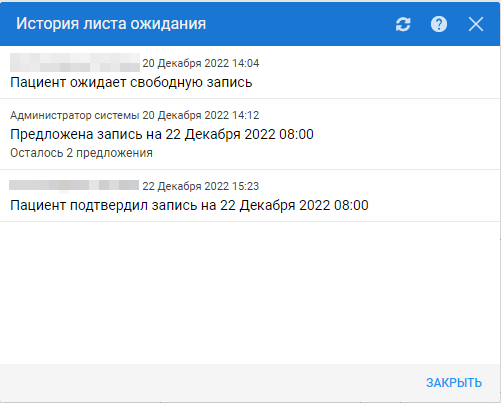 История листа ожидания
20 Декабря 2022 14:04
Пациент ожидает свободную запись
Администратор системы 20 Декабря 2022 14:12
Предложена запись на 22 Декабря 2022 08:00
Осталось 2 предложения
22 Декабря 2022 15:23
Пациент подтвердил запись на 22 Декабря 2022 08:00
ЗАКРЫТЬ